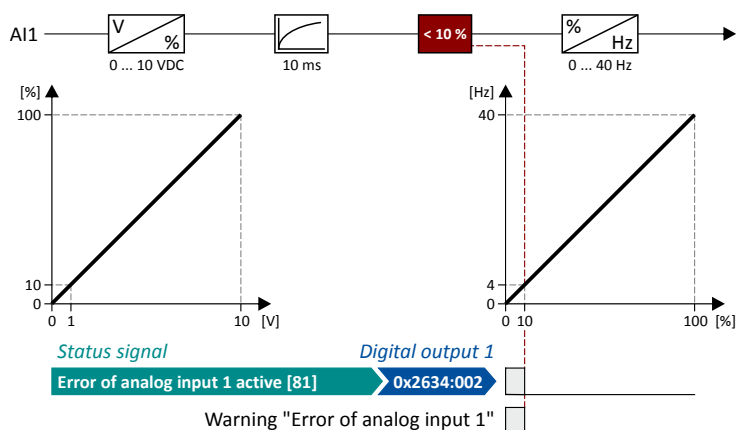 AI1 V % < 10 % % Hz
0 ... 10 VDC 10 ms 0 ... 40 Hz
[%] [Hz]
100 40
10 4
0 0
0 1 10 [V] 0 10 100 [%]
Status signal Digital output 1
Error of analog input 1 active [81] 0x2634:002
Warning "Error of analog input 1"